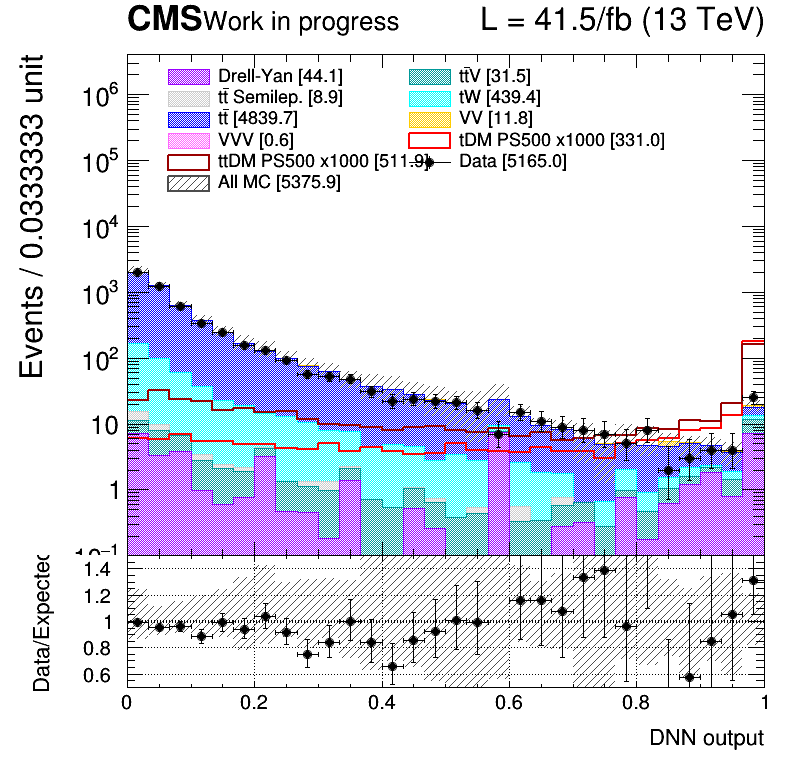 CMS Work in progress L = 41.5/fb (13 TeV)
Events / 0.0333333 unit
Drell-Yan [44.1] tt̄V [31.5]
tt̄ Semilep. [8.9] tW [439.4]
tt̄ [4839.7] VV [11.8]
VVV [0.6] tDM PS500 x1000 [331.0]
ttDM PS500 x1000 [511.9] Data [5165.0]
All MC [5375.9]
10⁶
10⁵
10⁴
10³
10²
10
1
10⁻¹
Data/Expected
1.4
1.2
1
0.8
0.6
0 0.2 0.4 0.6 0.8 1
DNN output